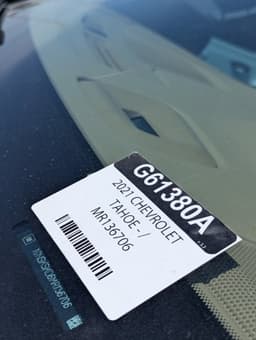 G61380A
2021 CHEVROLET
TAHOE - /
MR136706